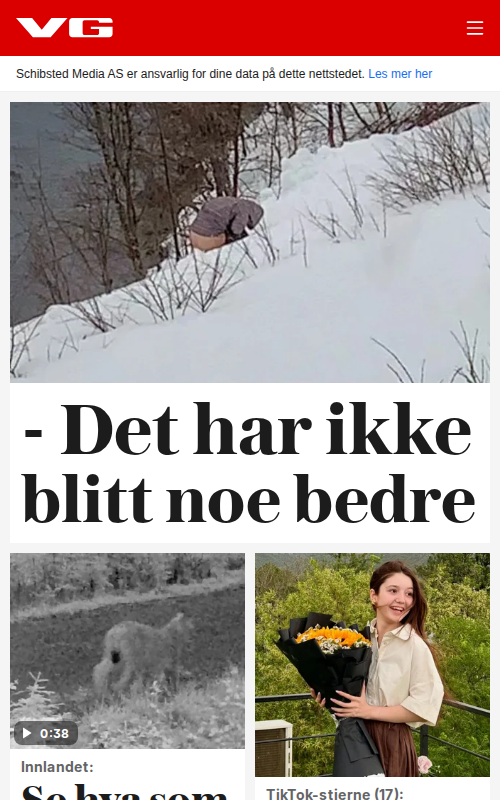 VG
Schibsted Media AS er ansvarlig for dine data på dette nettstedet. Les mer her
- Det har ikke
blitt noe bedre
0:38
Innlandet:
Se hva som
TikTok-stjerne (17):